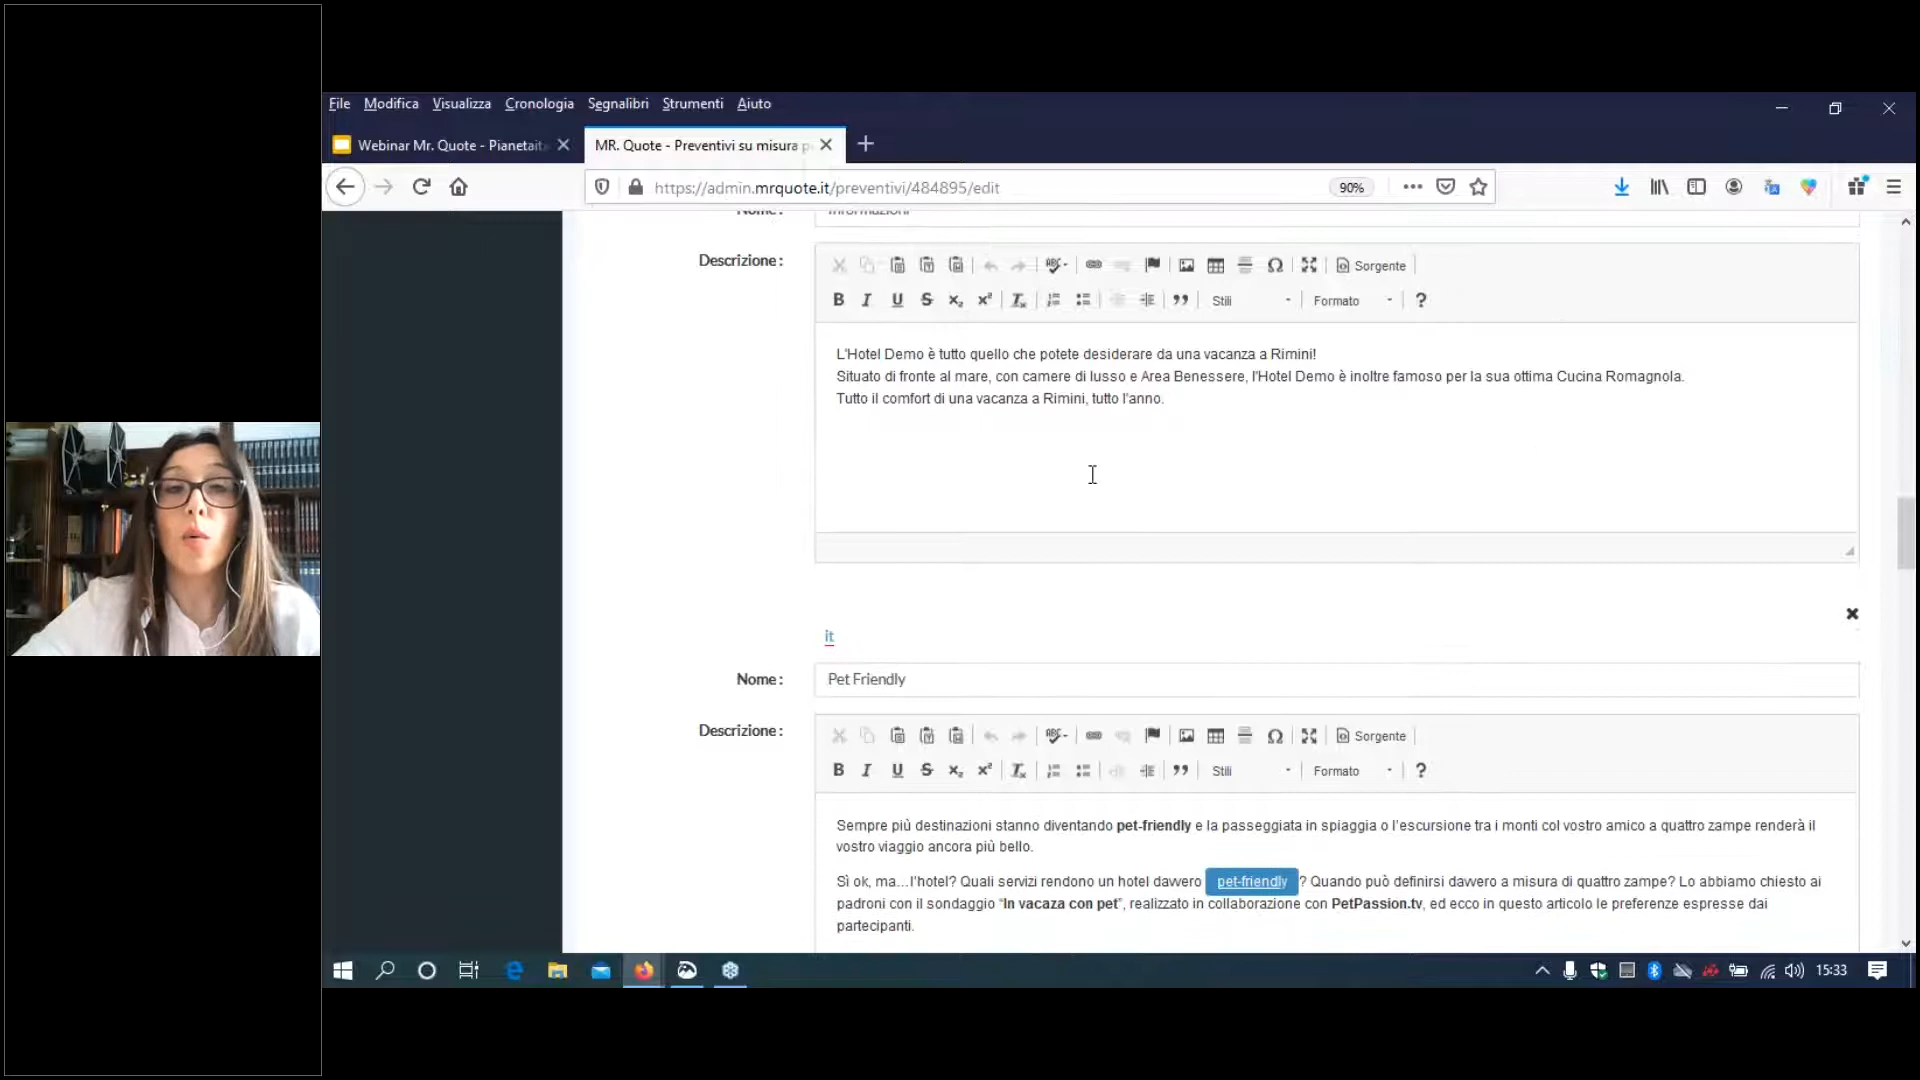 File Modifica Visualizza Cronologia Segnalibri Strumenti Aiuto
Webinar Mr. Quote - Pianetait
MR. Quote - Preventivi su misura p
https://admin.mrquote.it/preventivi/484895/edit
90%
Nome: Informazioni
Descrizione:
Sorgente
B I U S x₂ x² Tx
Stili
Formato
?
L'Hotel Demo è tutto quello che potete desiderare da una vacanza a Rimini!
Situato di fronte al mare, con camere di lusso e Area Benessere, l'Hotel Demo è inoltre famoso per la sua ottima Cucina Romagnola.
Tutto il comfort di una vacanza a Rimini, tutto l'anno.
it
Nome: Pet Friendly
Descrizione:
Sorgente
B I U S x₂ x² Tx
Stili
Formato
?
Sempre più destinazioni stanno diventando pet-friendly e la passeggiata in spiaggia o l'escursione tra i monti col vostro amico a quattro zampe renderà il
vostro viaggio ancora più bello.
Sì ok, ma…l'hotel? Quali servizi rendono un hotel davvero pet-friendly? Quando può definirsi davvero a misura di quattro zampe? Lo abbiamo chiesto ai
padroni con il sondaggio “In vacaza con pet”, realizzato in collaborazione con PetPassion.tv, ed ecco in questo articolo le preferenze espresse dai
partecipanti.
15:33